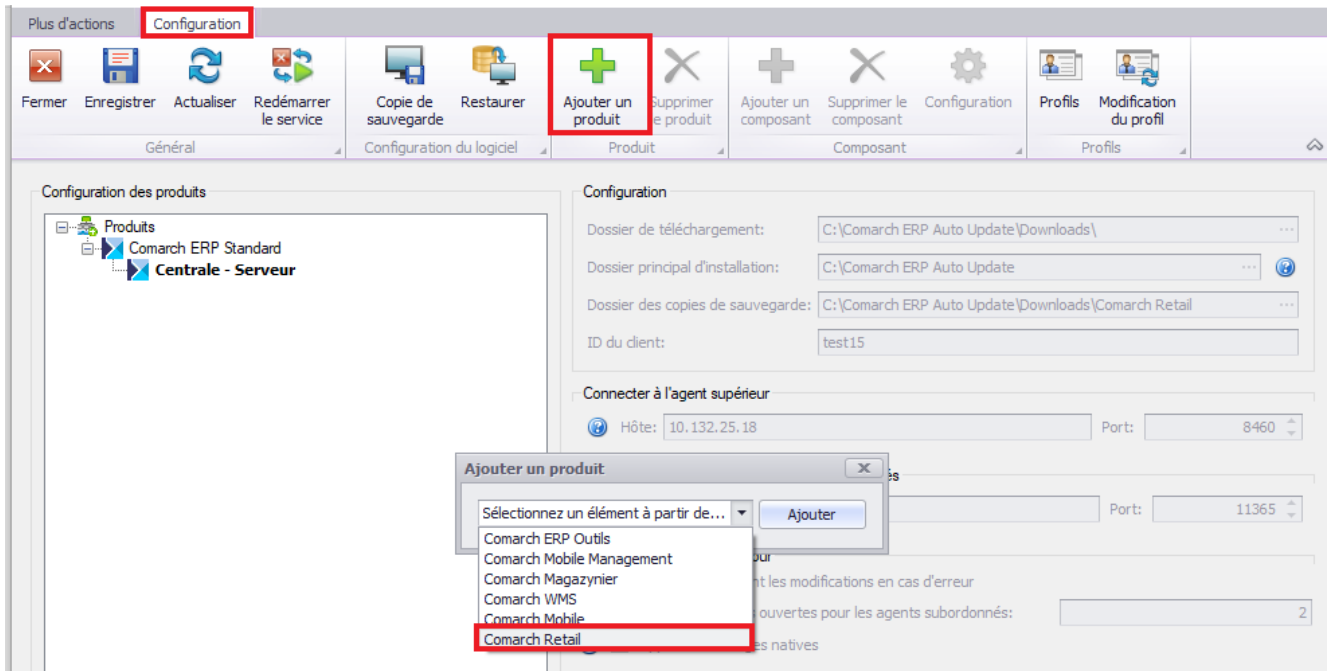 Plus d'actions Configuration
Fermer Enregistrer Actualiser Redémarrer le service Copie de sauvegarde Restaurer Ajouter un produit Supprimer le produit Ajouter un composant Supprimer le composant Configuration Profils Modification du profil
Général Configuration du logiciel Produit Composant Profils
Configuration des produits
Produits
Comarch ERP Standard
Centrale - Serveur
Configuration
Dossier de téléchargement: C:\Comarch ERP Auto Update\Downloads\ ...
Dossier principal d'installation: C:\Comarch ERP Auto Update ...
Dossier des copies de sauvegarde: C:\Comarch ERP Auto Update\Downloads\Comarch Retail ...
ID du client: test15
Connecter à l'agent supérieur
Hôte: 10.132.25.18 Port: 8460
Port: 11365
Ajouter un produit
Sélectionnez un élément à partir de... Ajouter
Comarch ERP Outils
Comarch Mobile Management
Comarch Magazynier
Comarch WMS
Comarch Mobile
Comarch Retail
les modifications en cas d'erreur
ouvertes pour les agents subordonnés: 2
natives